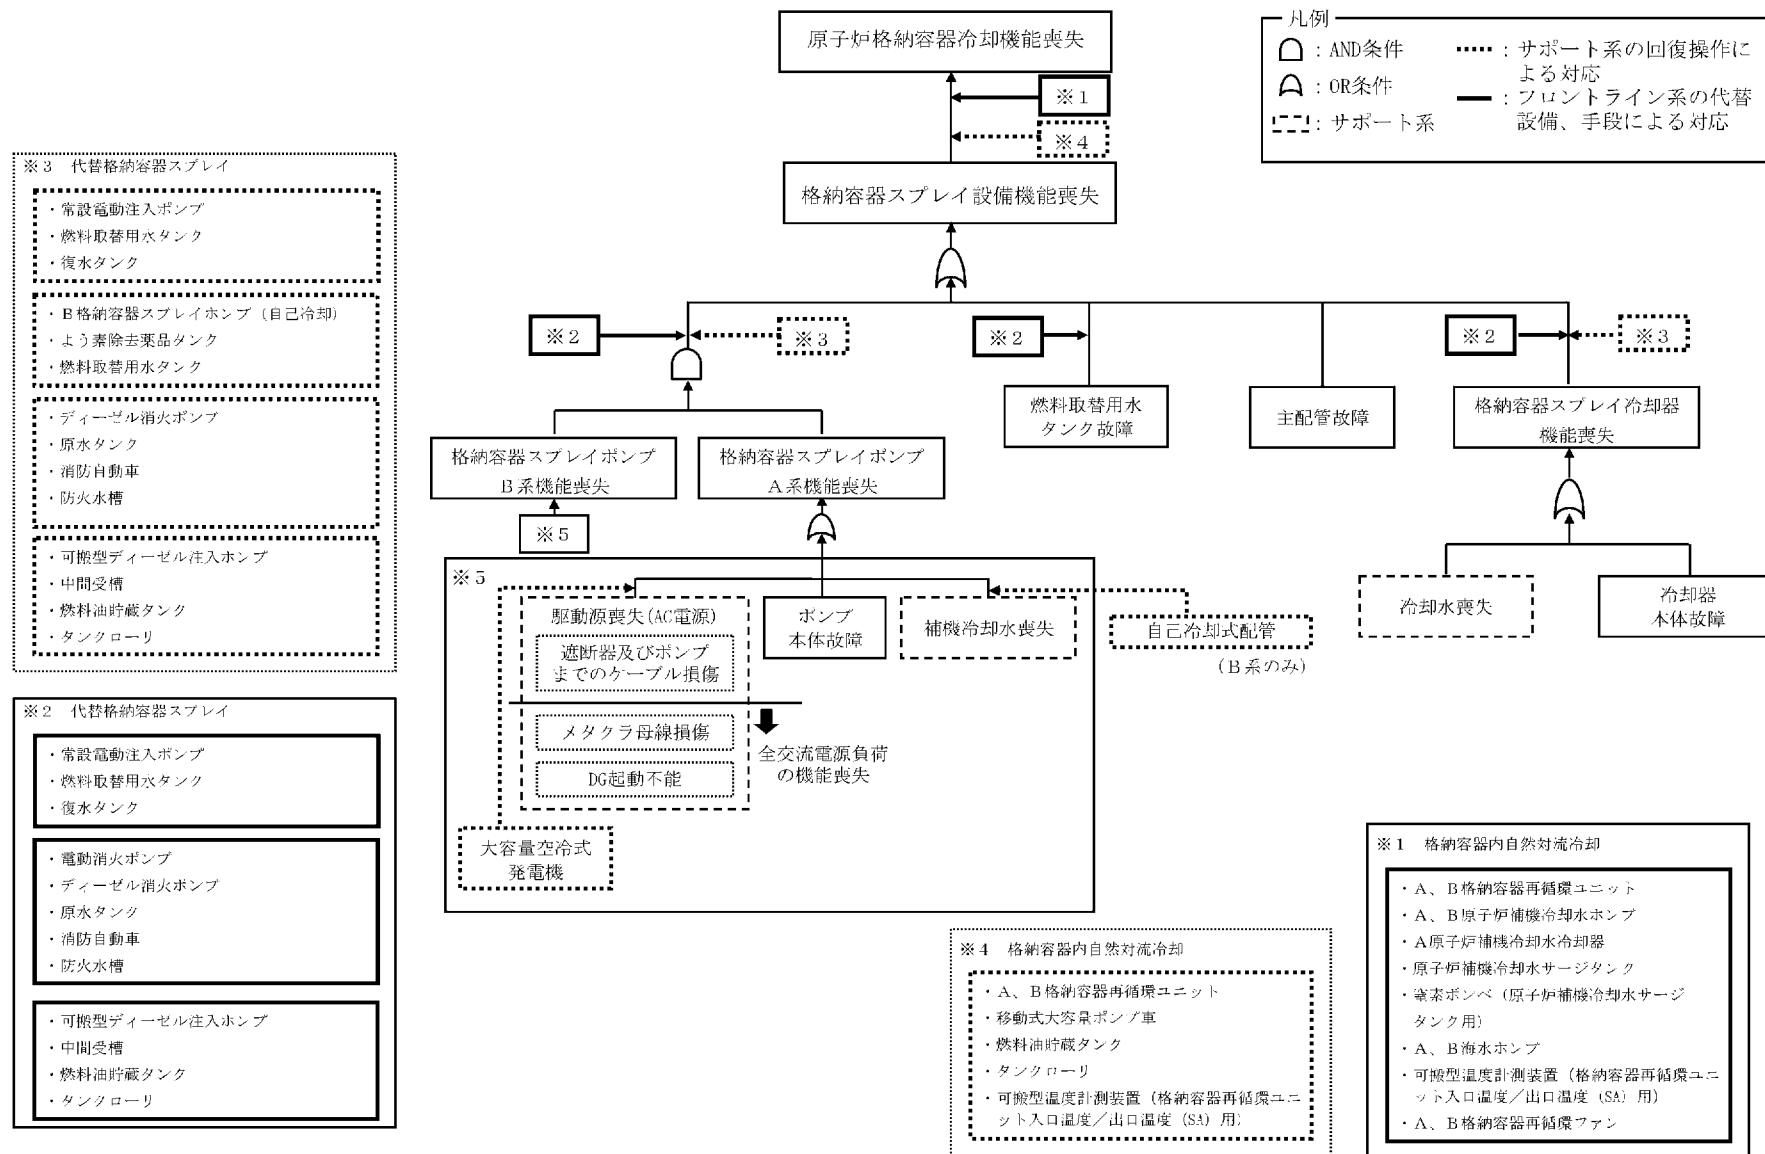 原子炉格納容器冷却機能喪失
※1
※4
格納容器スプレイ設備機能喪失
凡例
：AND条件
：OR条件
：サポート系
：サポート系の回復操作に
よる対応
：フロントライン系の代替
設備、手段による対応
※3　代替格納容器スプレイ
・常設電動注入ポンプ
・燃料取替用水タンク
・復水タンク
・Ｂ格納容器スプレイポンプ（自己冷却）
・よう素除去薬品タンク
・燃料取替用水タンク
・ディーゼル消火ポンプ
・原水タンク
・消防自動車
・防火水槽
・可搬型ディーゼル注入ポンプ
・中間受槽
・燃料油貯蔵タンク
・タンクローリ
※2　代替格納容器スプレイ
・常設電動注入ポンプ
・燃料取替用水タンク
・復水タンク
・電動消火ポンプ
・ディーゼル消火ポンプ
・原水タンク
・消防自動車
・防火水槽
・可搬型ディーゼル注入ポンプ
・中間受槽
・燃料油貯蔵タンク
・タンクローリ
※2
※3
※2
※2
※3
格納容器スプレイポンプ
Ｂ系機能喪失
格納容器スプレイポンプ
Ａ系機能喪失
燃料取替用水
タンク故障
主配管故障
格納容器スプレイ冷却器
機能喪失
※5
※5
駆動源喪失(AC電源)
遮断器及びポンプ
までのケーブル損傷
メタクラ母線損傷
DG起動不能
ポンプ
本体故障
補機冷却水喪失
自己冷却式配管
（Ｂ系のみ）
冷却水喪失
冷却器
本体故障
全交流電源負荷
の機能喪失
大容量空冷式
発電機
※4　格納容器内自然対流冷却
・Ａ、Ｂ格納容器再循環ユニット
・移動式大容量ポンプ車
・燃料油貯蔵タンク
・タンクローリ
・可搬型温度計測装置（格納容器再循環ユニ
ット入口温度／出口温度（SA）用）
※1　格納容器内自然対流冷却
・Ａ、Ｂ格納容器再循環ユニット
・Ａ、Ｂ原子炉補機冷却水ポンプ
・Ａ原子炉補機冷却水冷却器
・原子炉補機冷却水サージタンク
・窒素ボンベ（原子炉補機冷却水サージ
タンク用）
・Ａ、Ｂ海水ポンプ
・可搬型温度計測装置（格納容器再循環ユニ
ット入口温度／出口温度（SA）用）
・Ａ、Ｂ格納容器再循環ファン